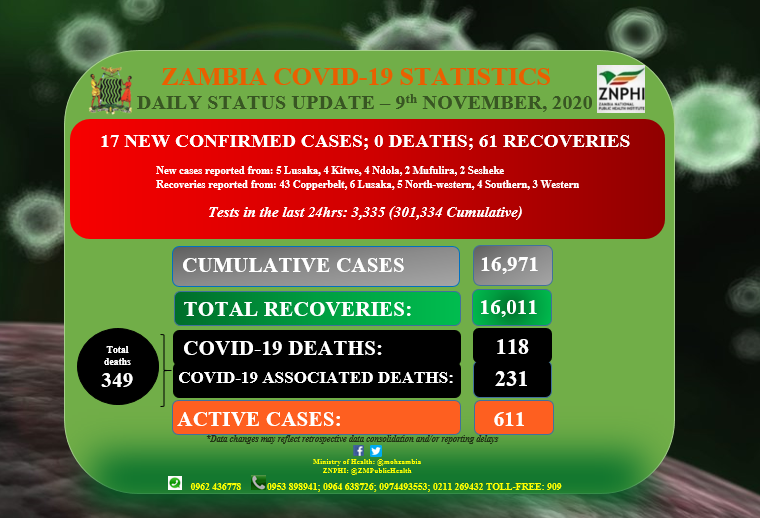 ZAMBIA COVID-19 STATISTICS
DAILY STATUS UPDATE – 9th NOVEMBER, 2020
ZNPHI
ZAMBIA NATIONAL
PUBLIC HEALTH INSTITUTE
17 NEW CONFIRMED CASES; 0 DEATHS; 61 RECOVERIES
New cases reported from: 5 Lusaka, 4 Kitwe, 4 Ndola, 2 Mufulira, 2 Sesheke
Recoveries reported from: 43 Copperbelt, 6 Lusaka, 5 North-western, 4 Southern, 3 Western
Tests in the last 24hrs: 3,335 (301,334 Cumulative)
CUMULATIVE CASES 16,971
TOTAL RECOVERIES: 16,011
Total
deaths
349
COVID-19 DEATHS: 118
COVID-19 ASSOCIATED DEATHS: 231
ACTIVE CASES: 611
*Data changes may reflect retrospective data consolidation and/or reporting delays
Ministry of Health: @mohzambia
ZNPHI: @ZMPublicHealth
0962 436778 0953 898941; 0964 638726; 0974493553; 0211 269432 TOLL-FREE: 909